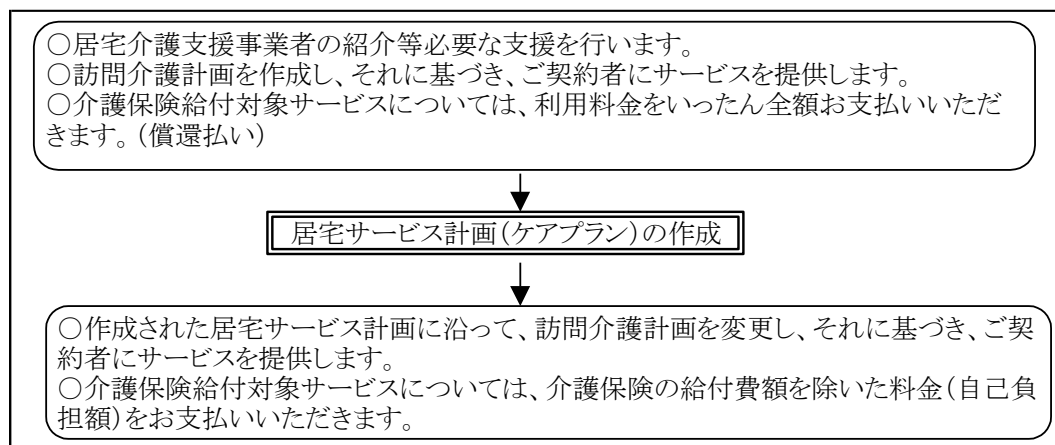 ○居宅介護支援事業者の紹介等必要な支援を行います。
○訪問介護計画を作成し、それに基づき、ご契約者にサービスを提供します。
○介護保険給付対象サービスについては、利用料金をいったん全額お支払いいただ
きます。(償還払い)
居宅サービス計画(ケアプラン)の作成
○作成された居宅サービス計画に沿って、訪問介護計画を変更し、それに基づき、ご契
約者にサービスを提供します。
○介護保険給付対象サービスについては、介護保険の給付費額を除いた料金(自己負
担額)をお支払いいただきます。